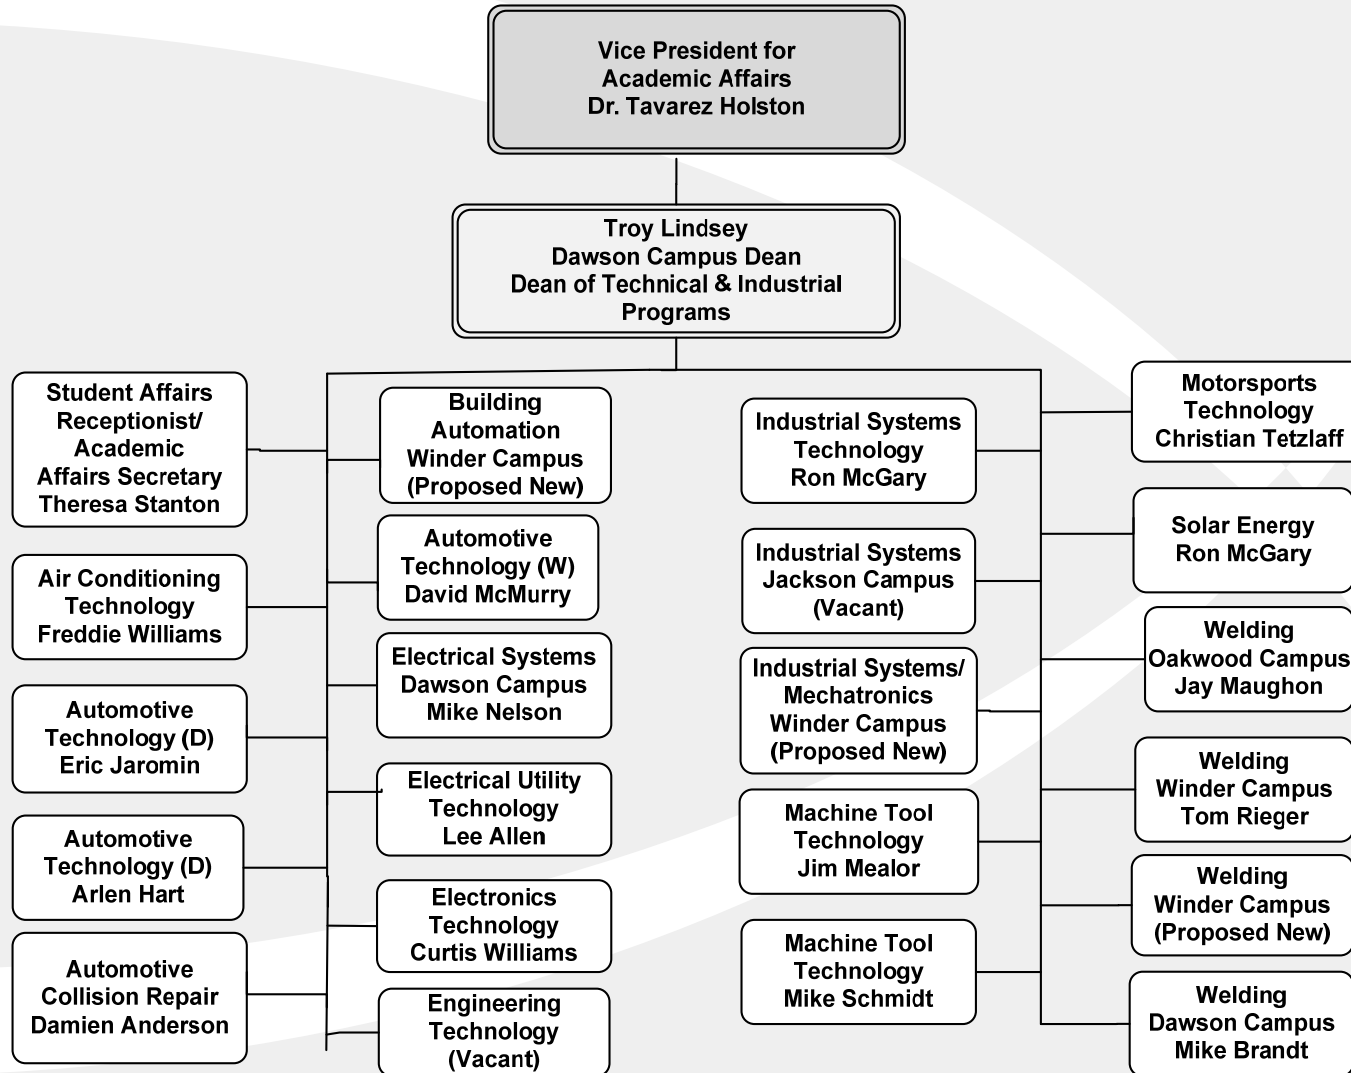 Vice President for
Academic Affairs
Dr. Tavarez Holston
Troy Lindsey
Dawson Campus Dean
Dean of Technical & Industrial
Programs
Student Affairs
Receptionist/
Academic
Affairs Secretary
Theresa Stanton
Air Conditioning
Technology
Freddie Williams
Automotive
Technology (D)
Eric Jaromin
Automotive
Technology (D)
Arlen Hart
Automotive
Collision Repair
Damien Anderson
Building
Automation
Winder Campus
(Proposed New)
Automotive
Technology (W)
David McMurry
Electrical Systems
Dawson Campus
Mike Nelson
Electrical Utility
Technology
Lee Allen
Electronics
Technology
Curtis Williams
Engineering
Technology
(Vacant)
Industrial Systems
Technology
Ron McGary
Industrial Systems
Jackson Campus
(Vacant)
Industrial Systems/
Mechatronics
Winder Campus
(Proposed New)
Machine Tool
Technology
Jim Mealor
Machine Tool
Technology
Mike Schmidt
Motorsports
Technology
Christian Tetzlaff
Solar Energy
Ron McGary
Welding
Oakwood Campus
Jay Maughon
Welding
Winder Campus
Tom Rieger
Welding
Winder Campus
(Proposed New)
Welding
Dawson Campus
Mike Brandt